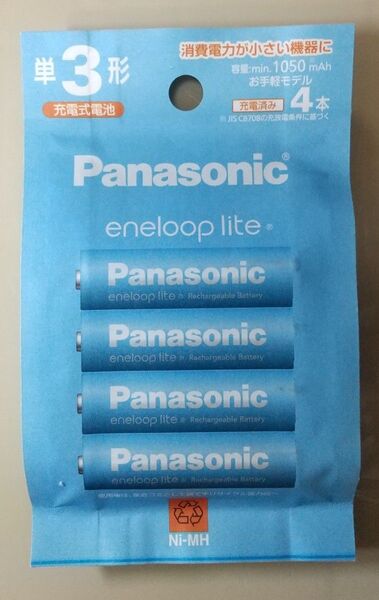 単3形
充電式電池
消費電力が小さい機器に
容量:min. 1050 mAh
お手軽モデル
充電済み 4本
※JIS C8708の充放電条件に基づく
Panasonic®
eneloop lite®
Panasonic
eneloop lite® Rechargeable Battery
Panasonic
eneloop lite® Rechargeable Battery
Panasonic
eneloop lite® Rechargeable Battery
Panasonic
eneloop lite® Rechargeable Battery
Ni-MH